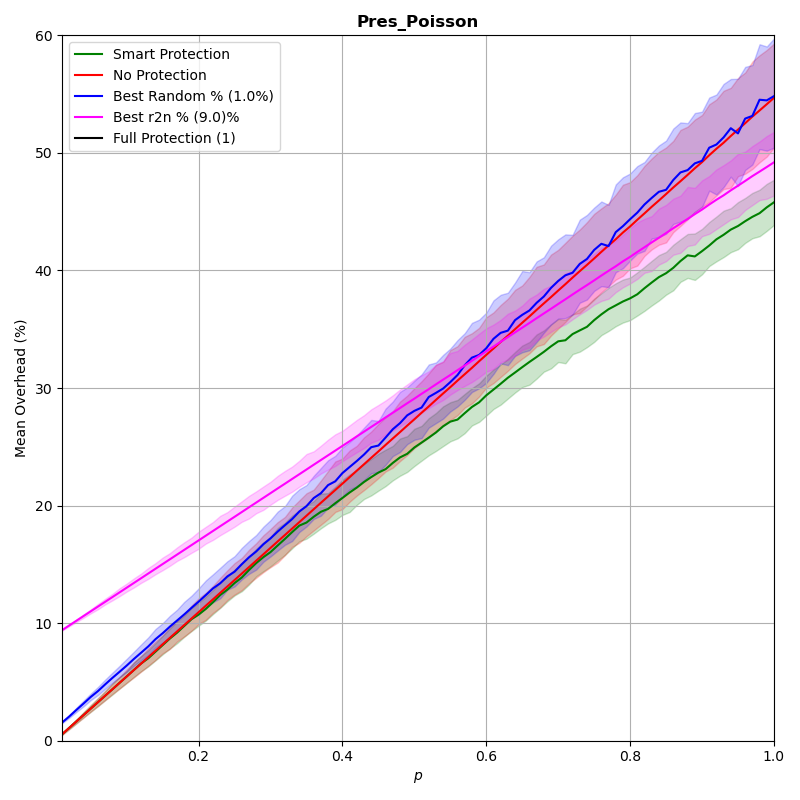 Pres_Poisson
Smart Protection
No Protection
Best Random % (1.0%)
Best r2n % (9.0)%
Full Protection (1)
Mean Overhead (%)
60
50
40
30
20
10
0
0.2
0.4
0.6
0.8
1.0
p